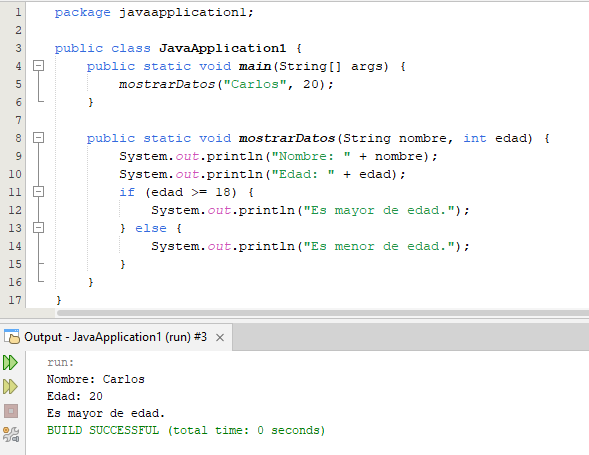 1 package javaapplication1;
2
3 public class JavaApplication1 {
4     public static void main(String[] args) {
5         mostrarDatos("Carlos", 20);
6     }
7
8     public static void mostrarDatos(String nombre, int edad) {
9         System.out.println("Nombre: " + nombre);
10         System.out.println("Edad: " + edad);
11         if (edad >= 18) {
12             System.out.println("Es mayor de edad.");
13         } else {
14             System.out.println("Es menor de edad.");
15         }
16     }
17 }
Output - JavaApplication1 (run) #3
run:
Nombre: Carlos
Edad: 20
Es mayor de edad.
BUILD SUCCESSFUL (total time: 0 seconds)